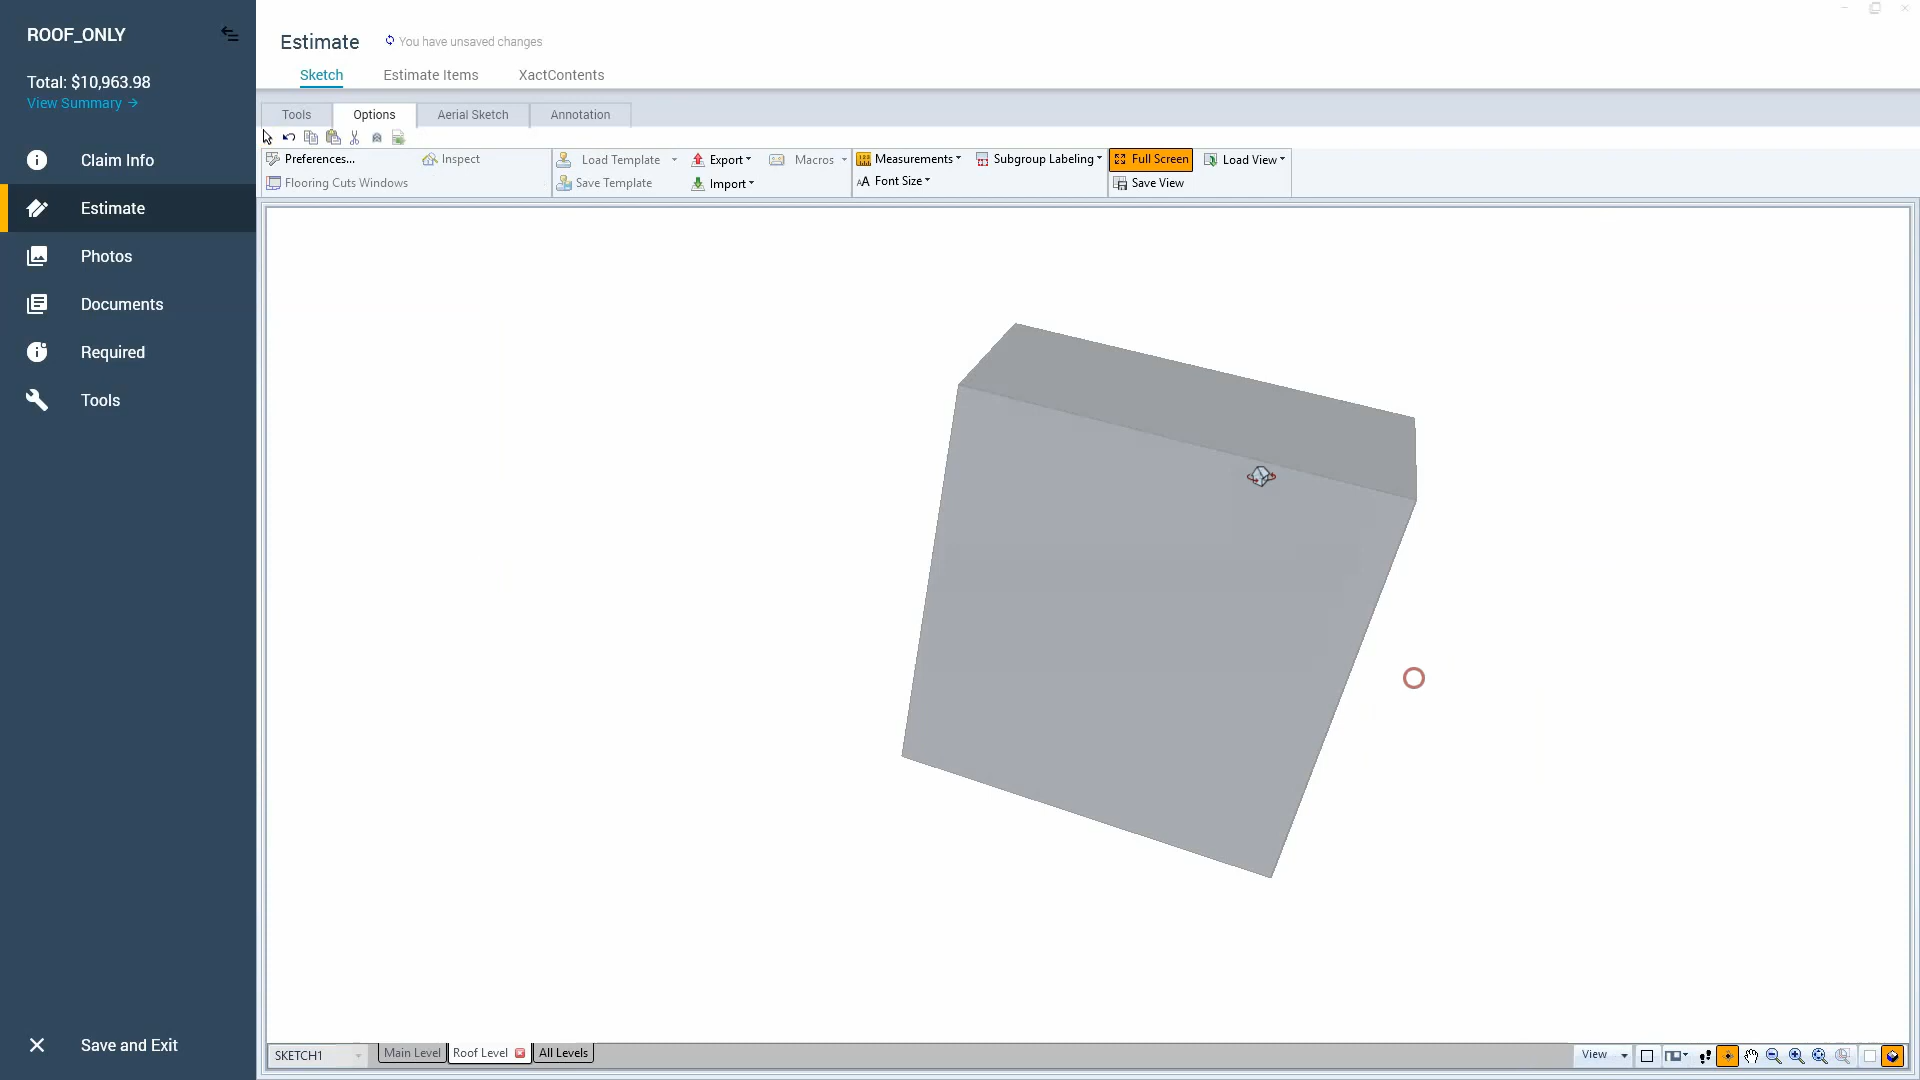 ROOF_ONLY
Total: $10,963.98
View Summary →
Claim Info
Estimate
Photos
Documents
Required
Tools
Save and Exit
Estimate
You have unsaved changes
Sketch
Estimate Items
XactContents
Tools
Options
Aerial Sketch
Annotation
Preferences...
Inspect
Load Template
Export
Macros
Measurements
Subgroup Labeling
Full Screen
Load View
Flooring Cuts Windows
Save Template
Import
AA Font Size
Save View
SKETCH1
Main Level
Roof Level
All Levels
View